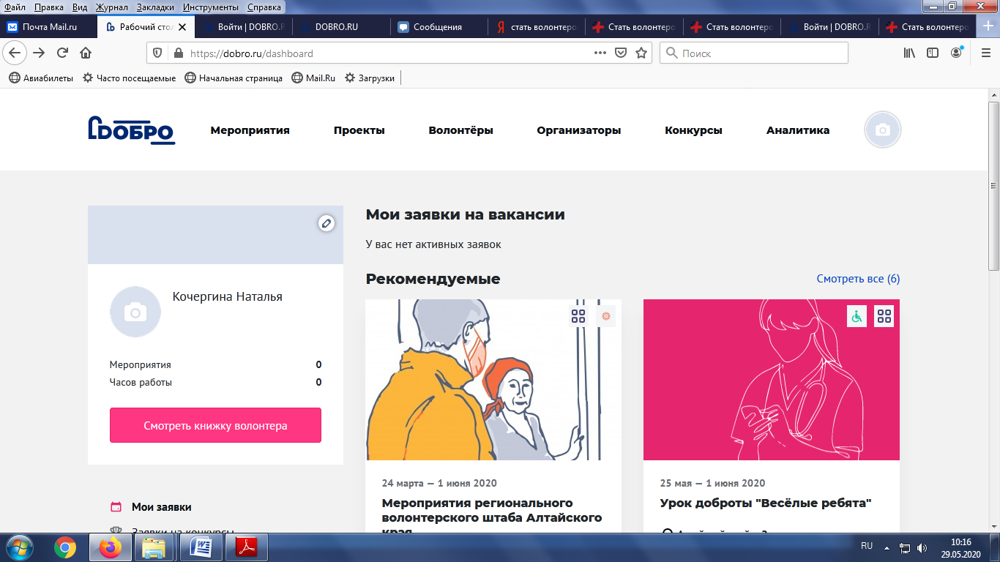 Файл Правка Вид Журнал Закладки Инструменты Справка
Почта Mail.ru
Рабочий стол
Войти | DOBRO.R
DOBRO.RU
Сообщения
стать волонтеро
Стать волонтеро
Стать волонтеро
Войти | DOBRO.R
Стать волонтеро
https://dobro.ru/dashboard
Поиск
Авиабилеты Часто посещаемые Начальная страница Mail.Ru Загрузки
ДОБРО
Мероприятия Проекты Волонтёры Организаторы Конкурсы Аналитика
Кочергина Наталья
Мероприятия 0
Часов работы 0
Смотреть книжку волонтера
Мои заявки
Заявки на конкурсы
Мои заявки на вакансии
У вас нет активных заявок
Рекомендуемые
Смотреть все (6)
24 марта — 1 июня 2020
Мероприятия регионального
волонтерского штаба Алтайского
края
25 мая — 1 июня 2020
Урок доброты "Весёлые ребята"
RU
10:16
29.05.2020